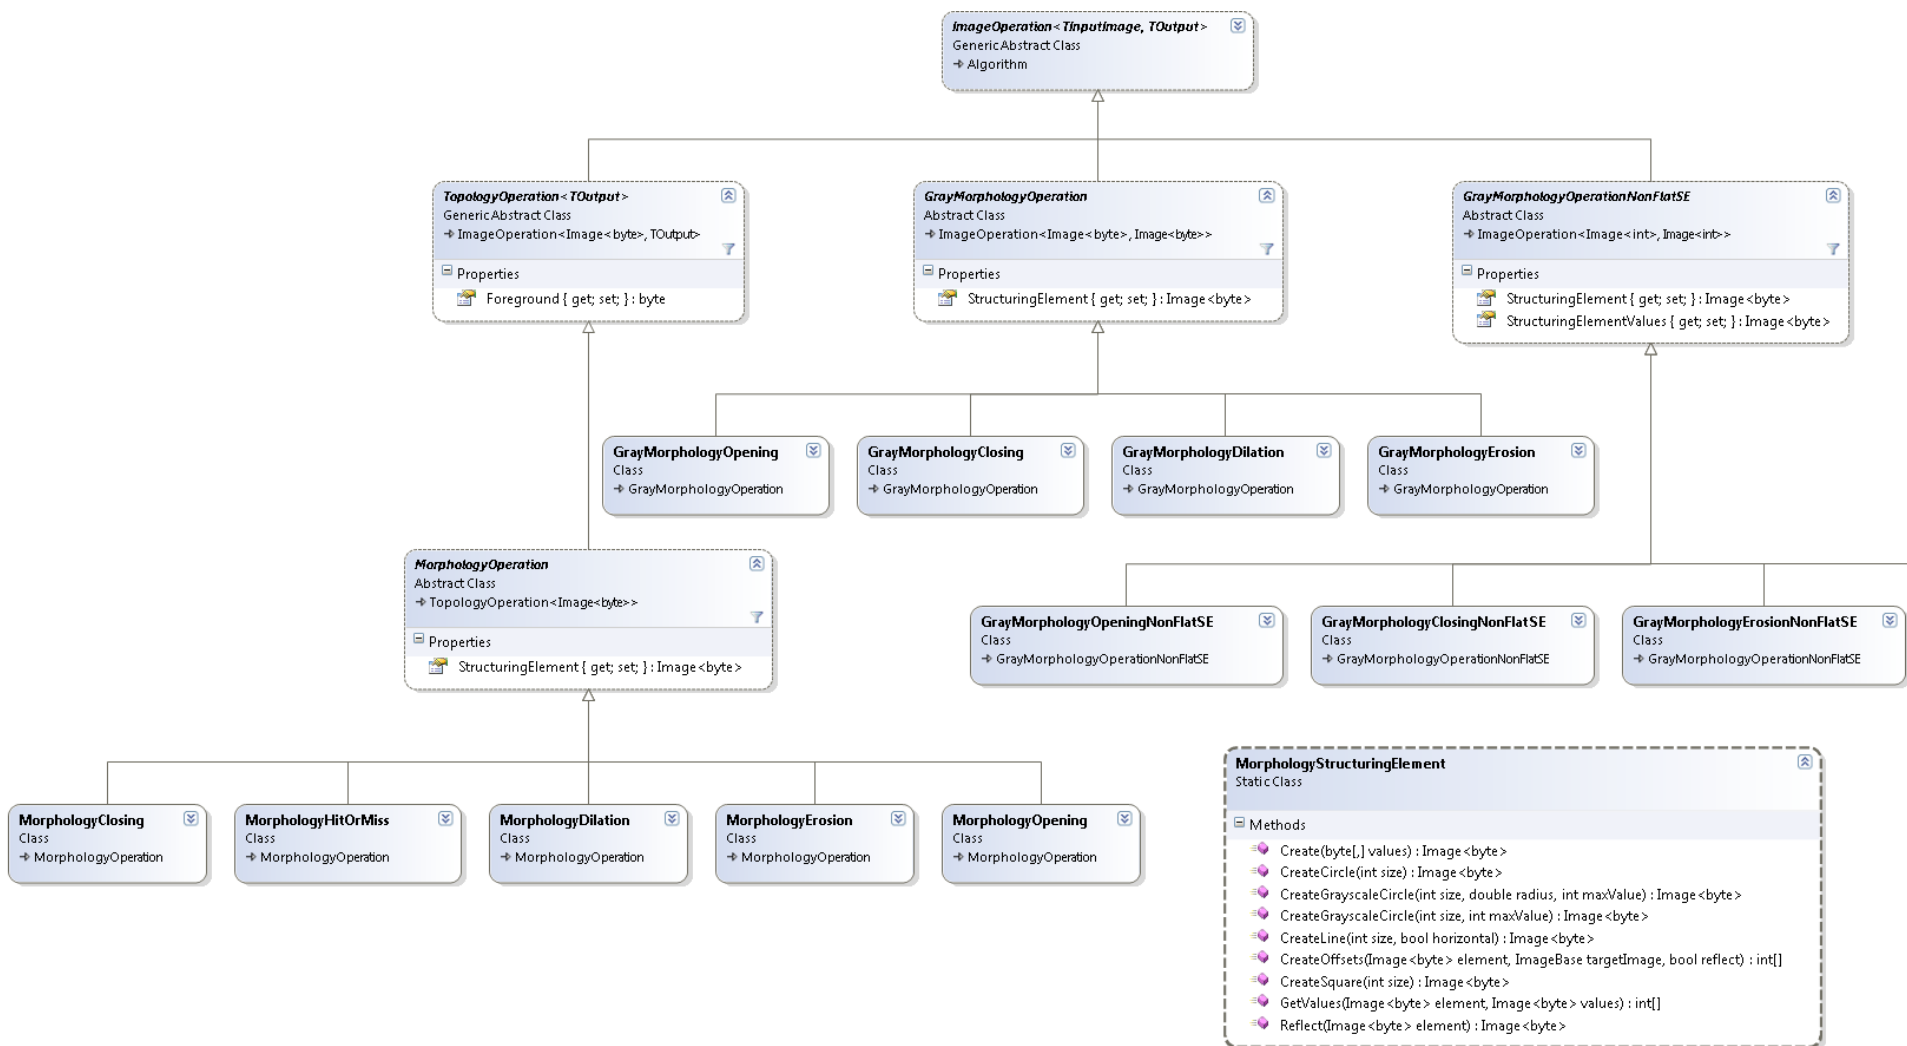 ImageOperation<TInputImage, TOutput>
Generic Abstract Class
Algorithm
TopologyOperation<TOutput>
Generic Abstract Class
ImageOperation<Image<byte>, TOutput>
Properties
Foreground { get; set; } : byte
GrayMorphologyOperation
Abstract Class
ImageOperation<Image<byte>, Image<byte>>
Properties
StructuringElement { get; set; } : Image<byte>
GrayMorphologyOperationNonFlatSE
Abstract Class
ImageOperation<Image<int>, Image<int>>
Properties
StructuringElement { get; set; } : Image<byte>
StructuringElementValues { get; set; } : Image<byte>
GrayMorphologyOpening
Class
GrayMorphologyOperation
GrayMorphologyClosing
Class
GrayMorphologyOperation
GrayMorphologyDilation
Class
GrayMorphologyOperation
GrayMorphologyErosion
Class
GrayMorphologyOperation
MorphologyOperation
Abstract Class
TopologyOperation<Image<byte>>
Properties
StructuringElement { get; set; } : Image<byte>
GrayMorphologyOpeningNonFlatSE
Class
GrayMorphologyOperationNonFlatSE
GrayMorphologyClosingNonFlatSE
Class
GrayMorphologyOperationNonFlatSE
GrayMorphologyErosionNonFlatSE
Class
GrayMorphologyOperationNonFlatSE
MorphologyClosing
Class
MorphologyOperation
MorphologyHitOrMiss
Class
MorphologyOperation
MorphologyDilation
Class
MorphologyOperation
MorphologyErosion
Class
MorphologyOperation
MorphologyOpening
Class
MorphologyOperation
MorphologyStructuringElement
Static Class
Methods
Create(byte[,] values) : Image<byte>
CreateCircle(int size) : Image<byte>
CreateGrayscaleCircle(int size, double radius, int maxValue) : Image<byte>
CreateGrayscaleCircle(int size, int maxValue) : Image<byte>
CreateLine(int size, bool horizontal) : Image<byte>
CreateOffsets(Image<byte> element, ImageBase targetImage, bool reflect) : int[]
CreateSquare(int size) : Image<byte>
GetValues(Image<byte> element, Image<byte> values) : int[]
Reflect(Image<byte> element) : Image<byte>